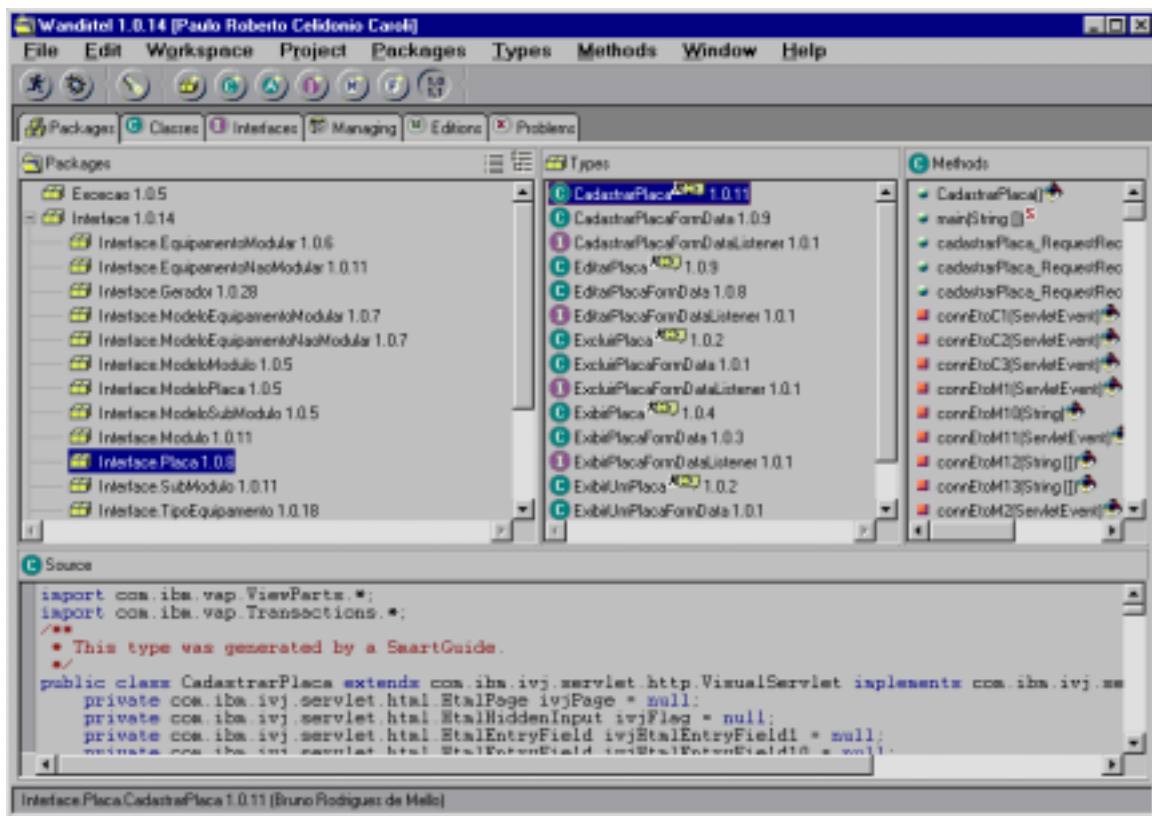 Wanditel 1.0.14 [Paulo Roberto Celidonio Caroli]
File Edit Workspace Project Packages Types Methods Window Help
Packages Classes Interfaces Managing Editions Problems
Packages
Excecao 1.0.5
Interface 1.0.14
Interface.EquipamentoModular 1.0.6
Interface.EquipamentoNaoModular 1.0.11
Interface.Gerador 1.0.28
Interface.ModeloEquipamentoModular 1.0.7
Interface.ModeloEquipamentoNaoModular 1.0.7
Interface.ModeloModulo 1.0.5
Interface.ModeloPlaca 1.0.5
Interface.ModeloSubModulo 1.0.5
Interface.Modulo 1.0.11
Interface.Placa 1.0.8
Interface.SubModulo 1.0.11
Interface.TipoEquipamento 1.0.18
Types
CadastrarPlaca 1.0.11
CadastrarPlacaFormData 1.0.9
CadastrarPlacaFormDataListener 1.0.1
EditarPlaca 1.0.9
EditarPlacaFormData 1.0.8
EditarPlacaFormDataListener 1.0.1
ExcluirPlaca 1.0.2
ExcluirPlacaFormData 1.0.1
ExcluirPlacaFormDataListener 1.0.1
ExibirPlaca 1.0.4
ExibirPlacaFormData 1.0.3
ExibirPlacaFormDataListener 1.0.1
ExibirUmPlaca 1.0.2
ExibirUmPlacaFormData 1.0.1
Methods
CadastrarPlaca()
main(String []) S
cadastrarPlaca_RequestRec
cadastrarPlaca_RequestRec
cadastrarPlaca_RequestRec
connEtoC1(ServletEvent)
connEtoC2(ServletEvent)
connEtoC3(ServletEvent)
connEtoM1(ServletEvent)
connEtoM10(String)
connEtoM11(ServletEvent)
connEtoM12(String [])
connEtoM13(String [])
connEtoM2(ServletEvent)
Source
import com.ibm.vap.ViewParts.*;
import com.ibm.vap.Transactions.*;
/**
* This type was generated by a SmartGuide.
*/
public class CadastrarPlaca extends com.ibm.ivj.servlet.http.VisualServlet implements com.ibm.ivj.se
private com.ibm.ivj.servlet.html.HtmlPage ivjPage = null;
private com.ibm.ivj.servlet.html.HtmlHiddenInput ivjFlag = null;
private com.ibm.ivj.servlet.html.HtmlEntryField ivjHtmlEntryField1 = null;
private com.ibm.ivj.servlet.html.HtmlEntryField ivjHtmlEntryField10 = null;
Interface.Placa.CadastrarPlaca 1.0.11 (Bruno Rodrigues de Mello)